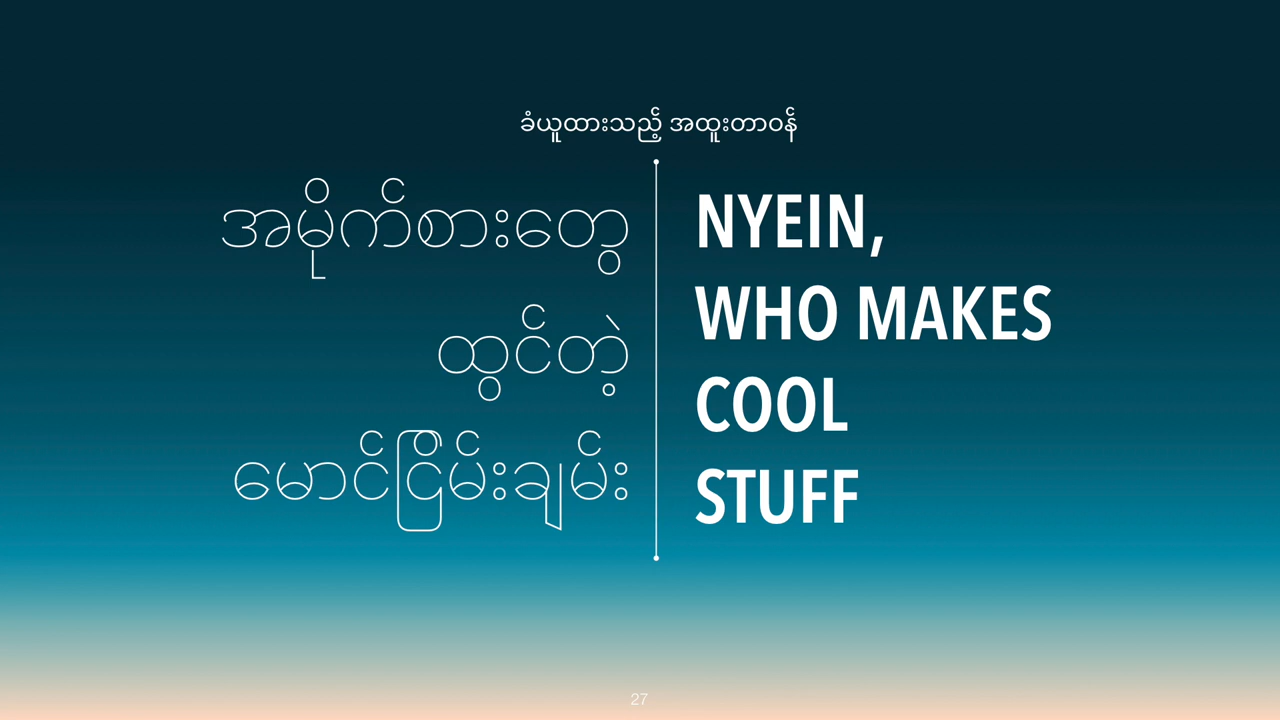 ခံယူထားသည့် အထူးတာဝန်
အမိုက်စားတွေ
ထွင်တဲ့
မောင်ငြိမ်းချမ်း
NYEIN,
WHO MAKES
COOL
STUFF
27